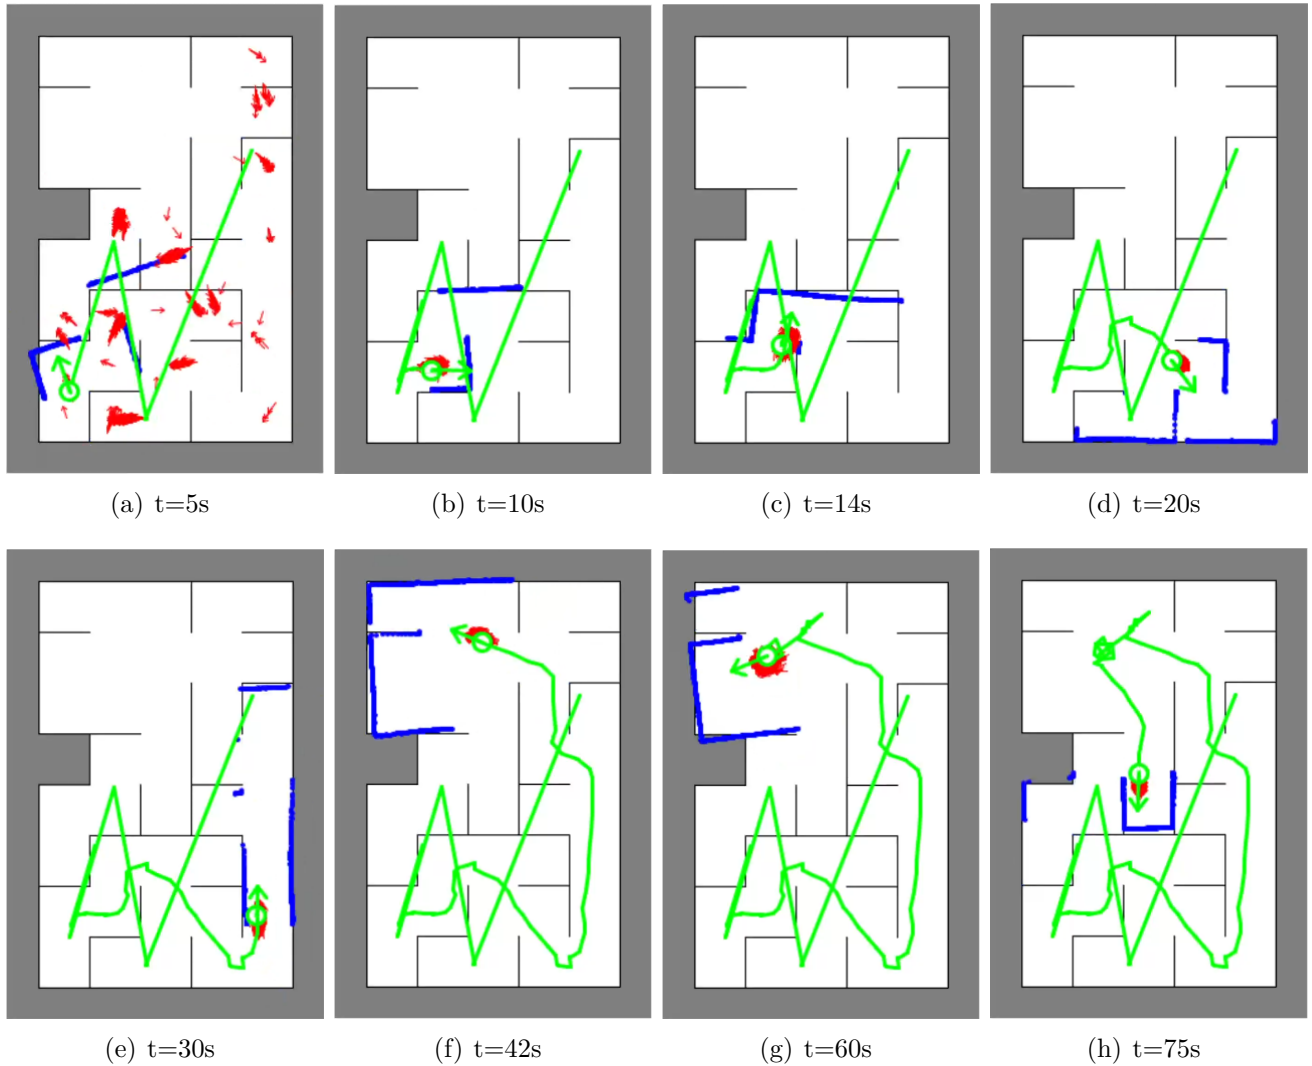 (a) t=5s
(b) t=10s
(c) t=14s
(d) t=20s
(e) t=30s
(f) t=42s
(g) t=60s
(h) t=75s